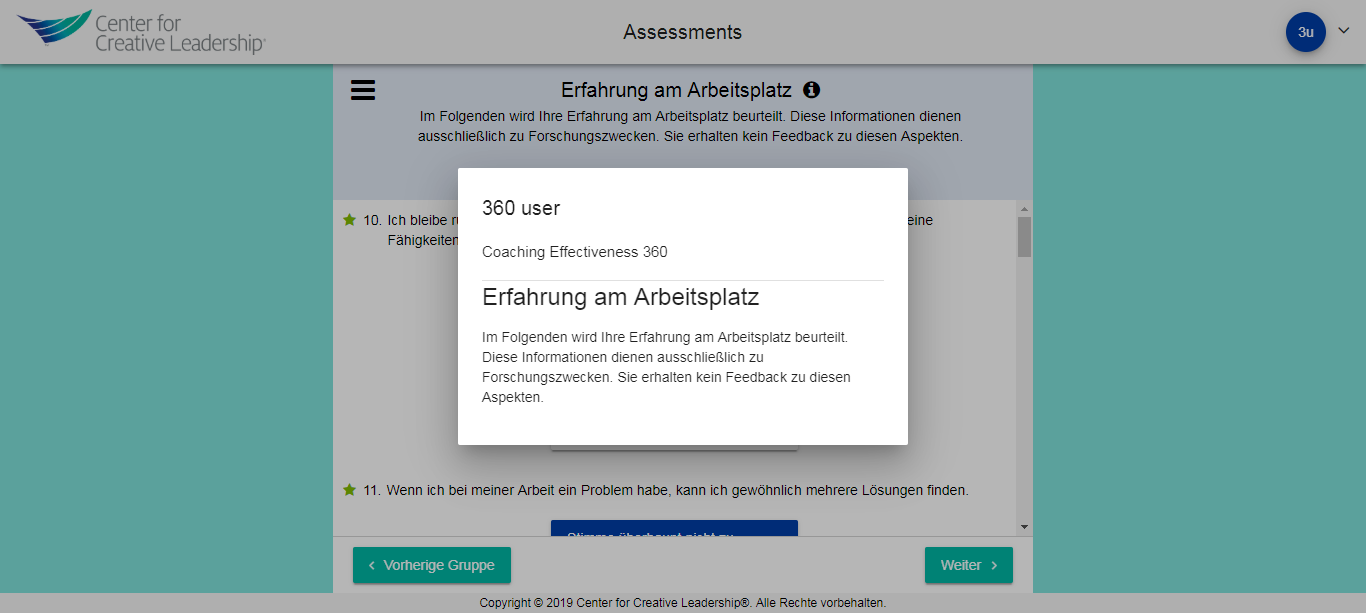 Center for
Creative Leadership®
Assessments
3u
Erfahrung am Arbeitsplatz
Im Folgenden wird Ihre Erfahrung am Arbeitsplatz beurteilt. Diese Informationen dienen
ausschließlich zu Forschungszwecken. Sie erhalten kein Feedback zu diesen Aspekten.
360 user
Coaching Effectiveness 360
Erfahrung am Arbeitsplatz
Im Folgenden wird Ihre Erfahrung am Arbeitsplatz beurteilt.
Diese Informationen dienen ausschließlich zu
Forschungszwecken. Sie erhalten kein Feedback zu diesen
Aspekten.
10. Ich bleibe eine
Fähigkeiten
11. Wenn ich bei meiner Arbeit ein Problem habe, kann ich gewöhnlich mehrere Lösungen finden.
Stimme überhaupt nicht zu
Vorherige Gruppe
Weiter
Copyright © 2019 Center for Creative Leadership®. Alle Rechte vorbehalten.